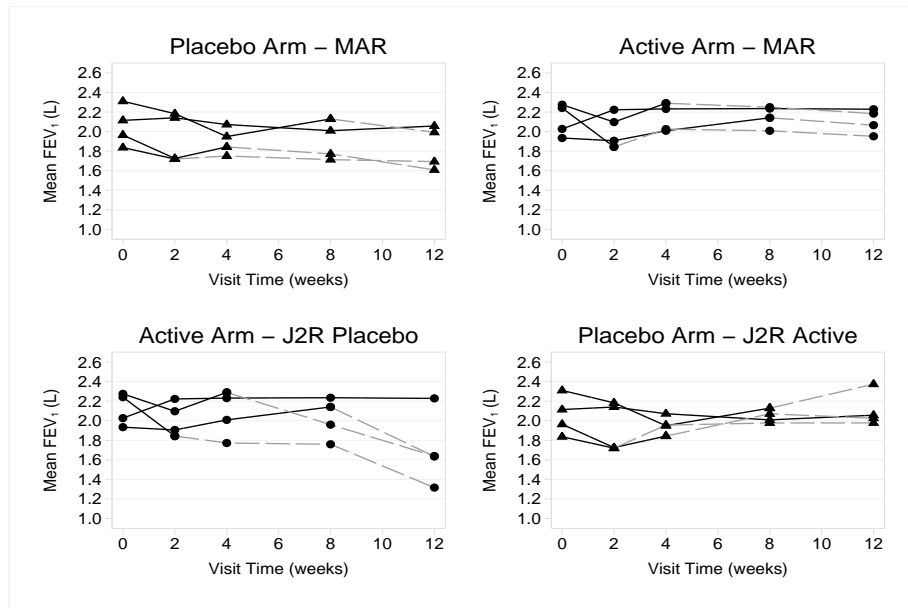 Placebo Arm – MAR
Mean FEV1 (L)
2.6
2.4
2.2
2.0
1.8
1.6
1.4
1.2
1.0
0 2 4 6 8 10 12
Visit Time (weeks)
Active Arm – MAR
Mean FEV1 (L)
2.6
2.4
2.2
2.0
1.8
1.6
1.4
1.2
1.0
0 2 4 6 8 10 12
Visit Time (weeks)
Active Arm – J2R Placebo
Mean FEV1 (L)
2.6
2.4
2.2
2.0
1.8
1.6
1.4
1.2
1.0
0 2 4 6 8 10 12
Visit Time (weeks)
Placebo Arm – J2R Active
Mean FEV1 (L)
2.6
2.4
2.2
2.0
1.8
1.6
1.4
1.2
1.0
0 2 4 6 8 10 12
Visit Time (weeks)